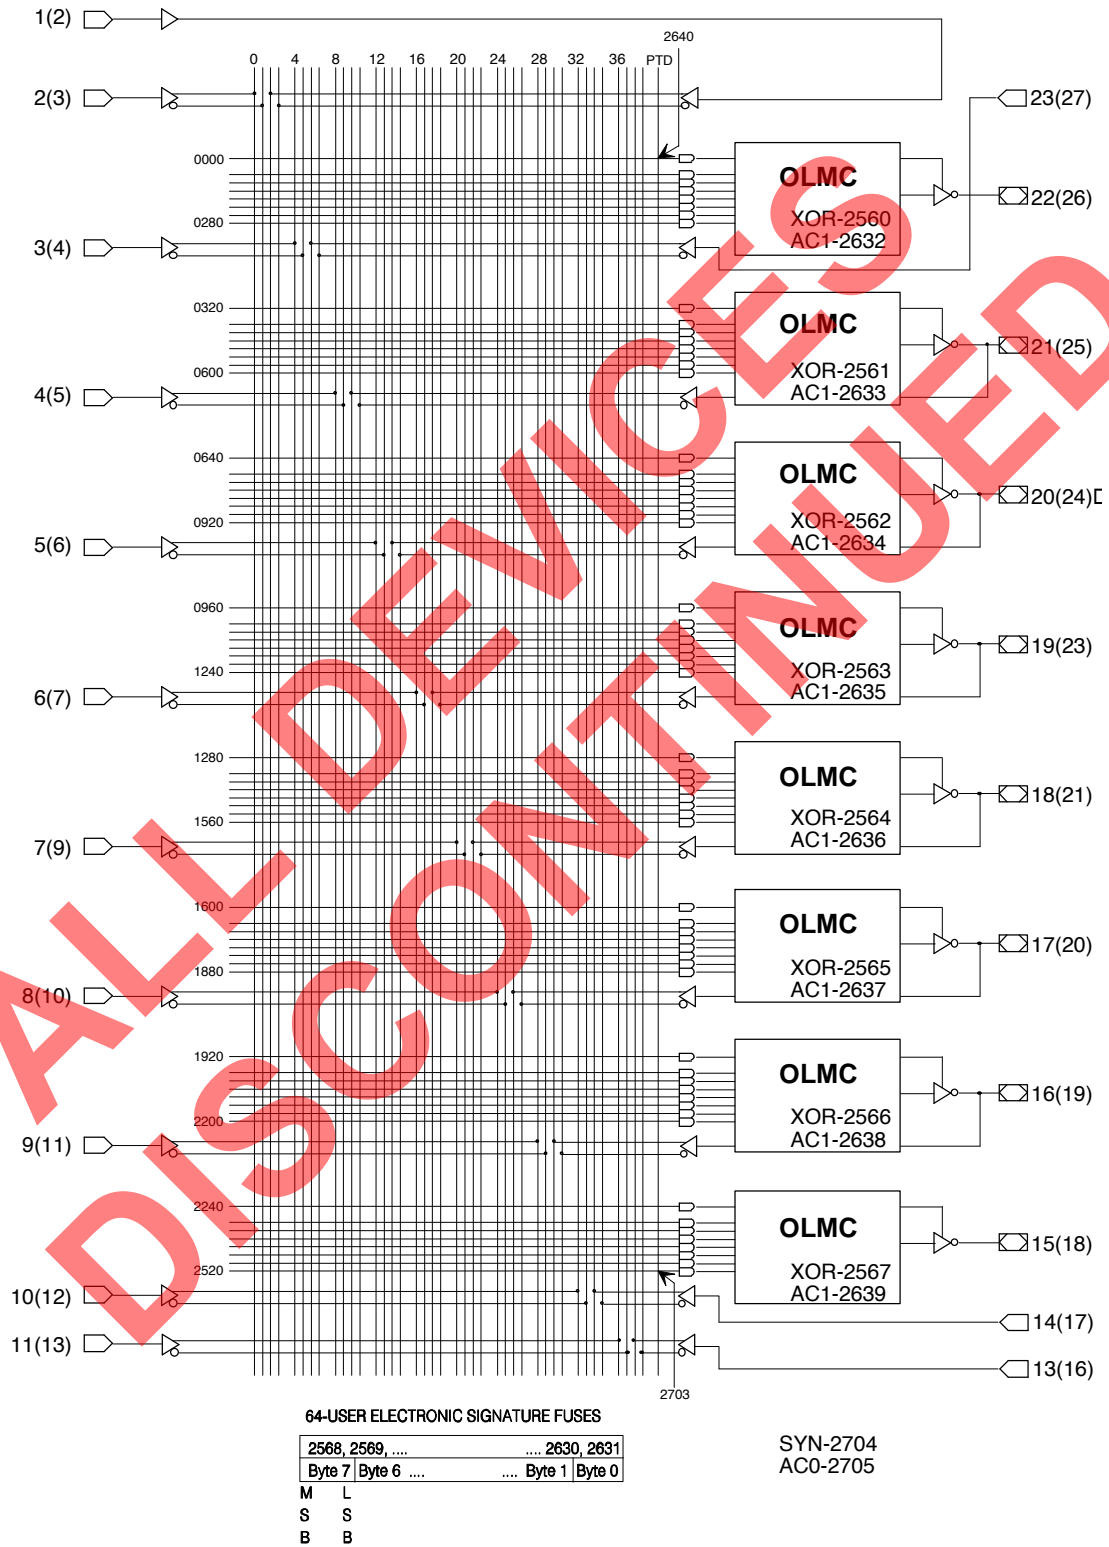 1(2)
2640
0 4 8 12 16 20 24 28 32 36 PTD
2(3)
23(27)
0000
OLMC
22(26)
XOR-2560
AC1-2632
0280
3(4)
0320
OLMC
21(25)
XOR-2561
AC1-2633
0600
4(5)
0640
OLMC
20(24)
XOR-2562
AC1-2634
0920
5(6)
0960
OLMC
19(23)
XOR-2563
AC1-2635
1240
6(7)
1280
OLMC
18(21)
XOR-2564
AC1-2636
1560
7(9)
1600
OLMC
17(20)
XOR-2565
AC1-2637
1880
8(10)
1920
OLMC
16(19)
XOR-2566
AC1-2638
2200
9(11)
2240
OLMC
15(18)
XOR-2567
AC1-2639
2520
10(12)
14(17)
11(13)
13(16)
2703
64-USER ELECTRONIC SIGNATURE FUSES
2568, 2569, .... .... 2630, 2631
Byte 7 Byte 6 .... .... Byte 1 Byte 0
M L
S S
B B
SYN-2704
AC0-2705
ALL DEVICES
DISCONTINUED